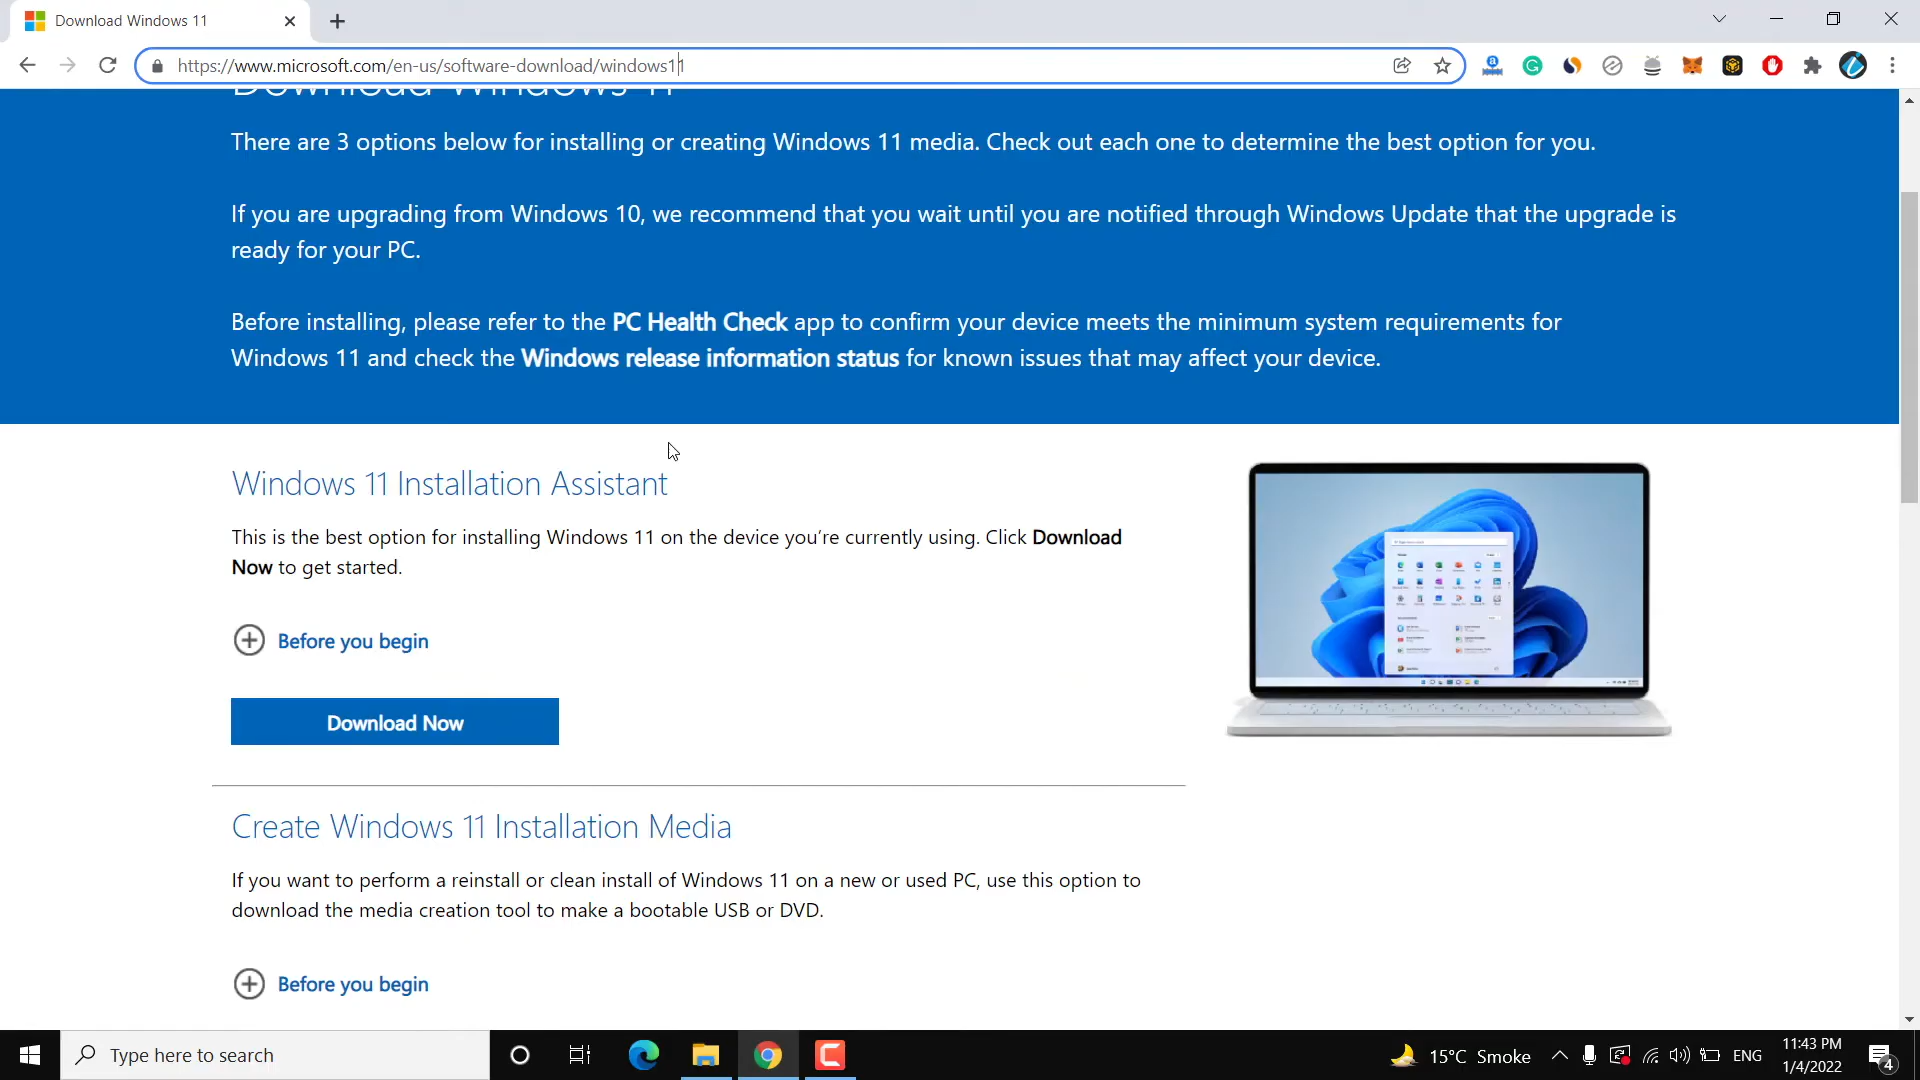 Download Windows 11
https://www.microsoft.com/en-us/software-download/windows11
Download Windows 11
There are 3 options below for installing or creating Windows 11 media. Check out each one to determine the best option for you.
If you are upgrading from Windows 10, we recommend that you wait until you are notified through Windows Update that the upgrade is
ready for your PC.
Before installing, please refer to the PC Health Check app to confirm your device meets the minimum system requirements for
Windows 11 and check the Windows release information status for known issues that may affect your device.
Windows 11 Installation Assistant
This is the best option for installing Windows 11 on the device you're currently using. Click Download
Now to get started.
Before you begin
Download Now
Create Windows 11 Installation Media
If you want to perform a reinstall or clean install of Windows 11 on a new or used PC, use this option to
download the media creation tool to make a bootable USB or DVD.
Before you begin
Type here to search
15°C Smoke
ENG
11:43 PM
1/4/2022
4